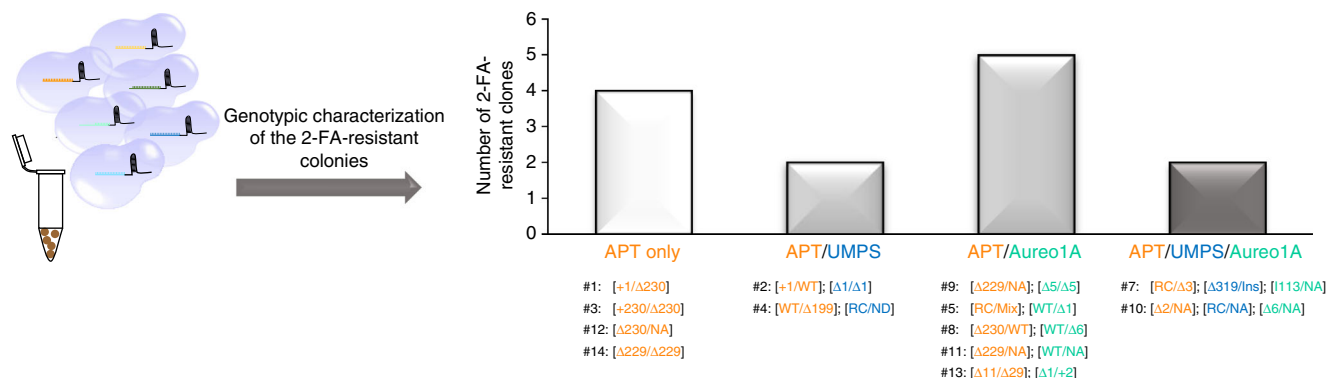 Genotypic characterization
of the 2-FA-resistant
colonies
Number of 2-FA-
resistant clones
6
5
4
3
2
1
0
APT only
APT/UMPS
APT/Aureo1A
APT/UMPS/Aureo1A
#1: [+1/Δ230]
#3: [+230/Δ230]
#12: [Δ230/NA]
#14: [Δ229/Δ229]
#2: [+1/WT]; [Δ1/Δ1]
#4: [WT/Δ199]; [RC/ND]
#9: [Δ229/NA]; [Δ5/Δ5]
#5: [RC/Mix]; [WT/Δ1]
#8: [Δ230/WT]; [WT/Δ6]
#11: [Δ229/NA]; [WT/NA]
#13: [Δ11/Δ29]; [Δ1/+2]
#7: [RC/Δ3]; [Δ319/Ins]; [I113/NA]
#10: [Δ2/NA]; [RC/NA]; [Δ6/NA]